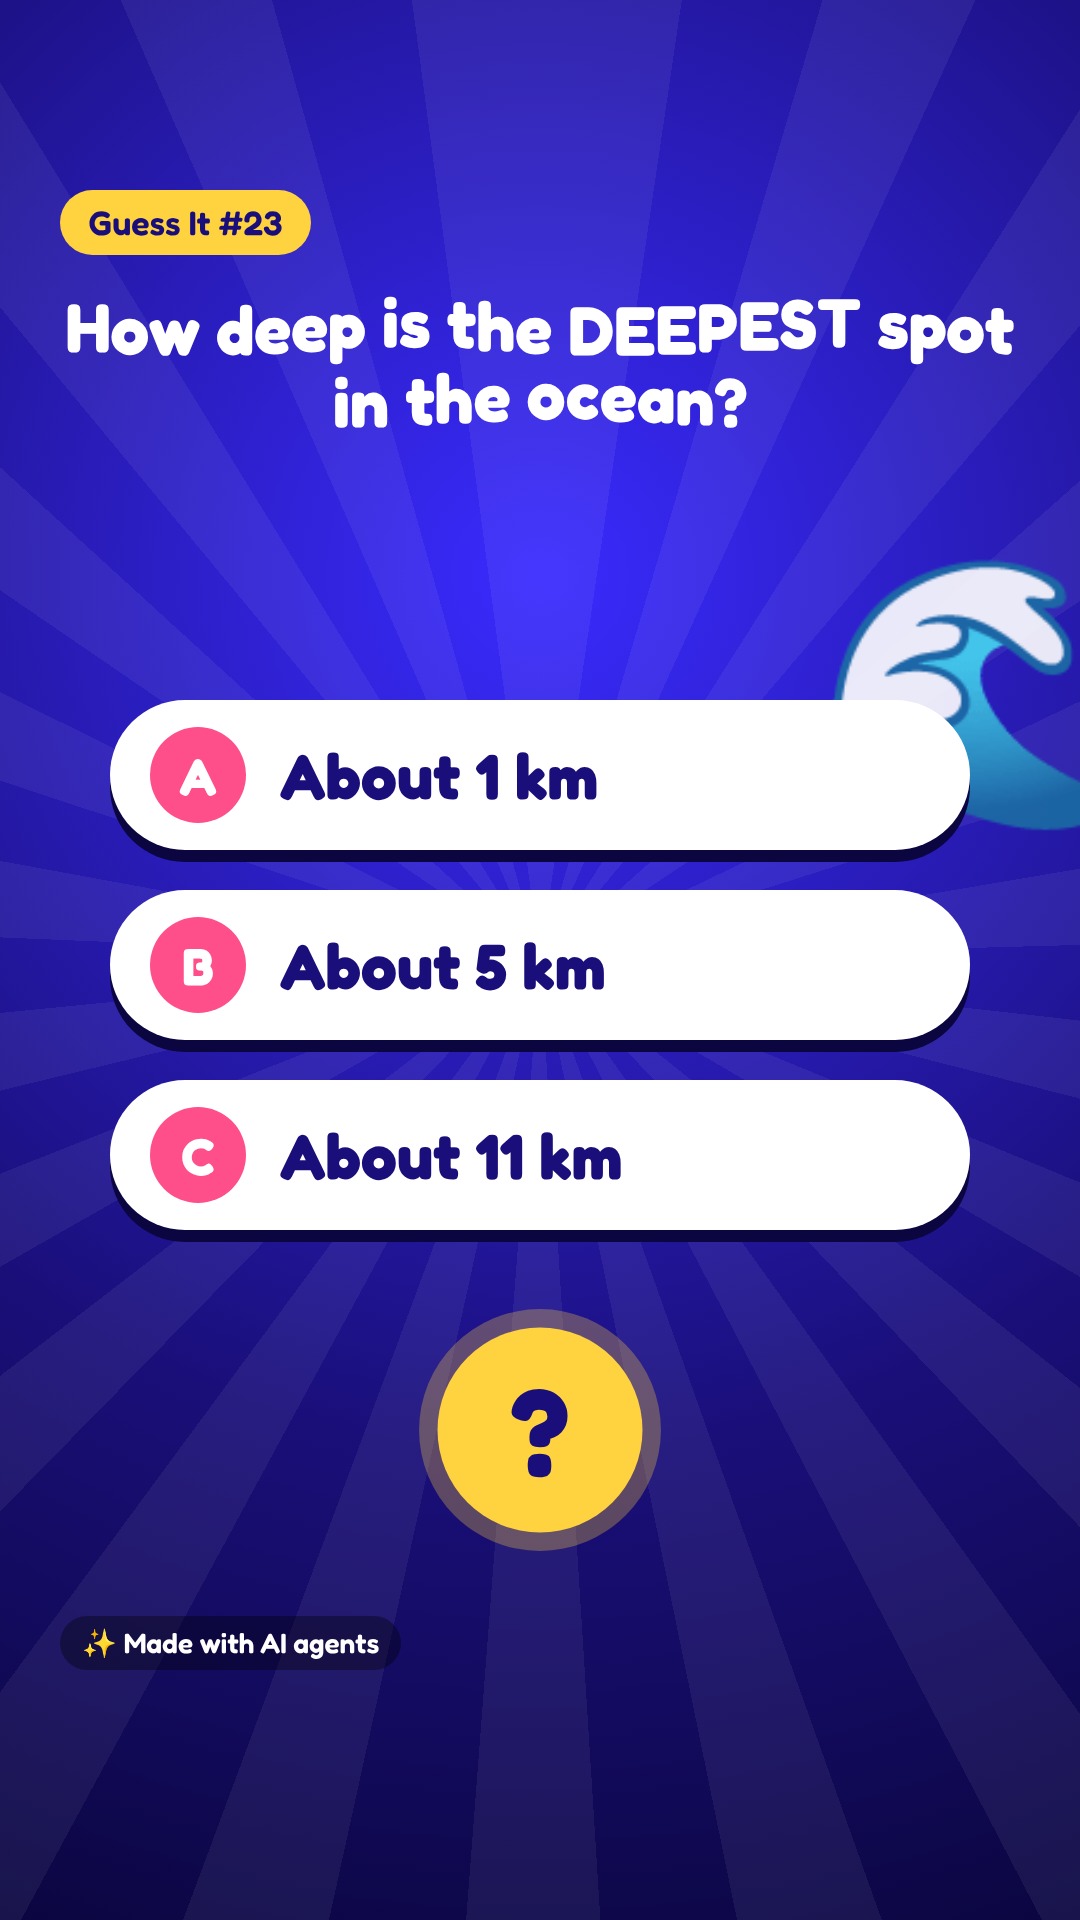 Guess It #23
How deep is the DEEPEST spot
in the ocean?
A About 1 km
B About 5 km
C About 11 km
?
✨ Made with AI agents